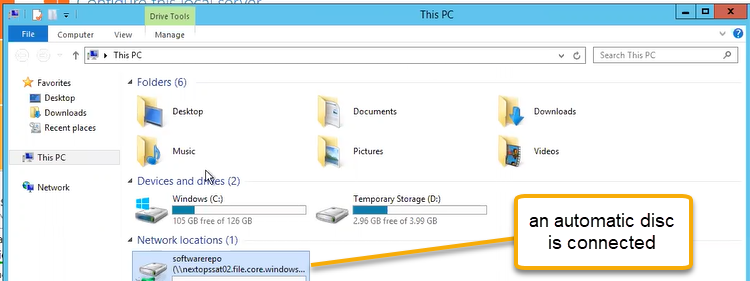 Configure this local server
Drive Tools
This PC
File
Computer
View
Manage
This PC
Search This PC
Favorites
Desktop
Downloads
Recent places
This PC
Network
Folders (6)
Desktop
Documents
Downloads
Music
Pictures
Videos
Devices and drives (2)
Windows (C:)
105 GB free of 126 GB
Temporary Storage (D:)
2.96 GB free of 3.99 GB
Network locations (1)
softwarerepo
(\\nextopssat02.file.core.windows...
an automatic disc
is connected